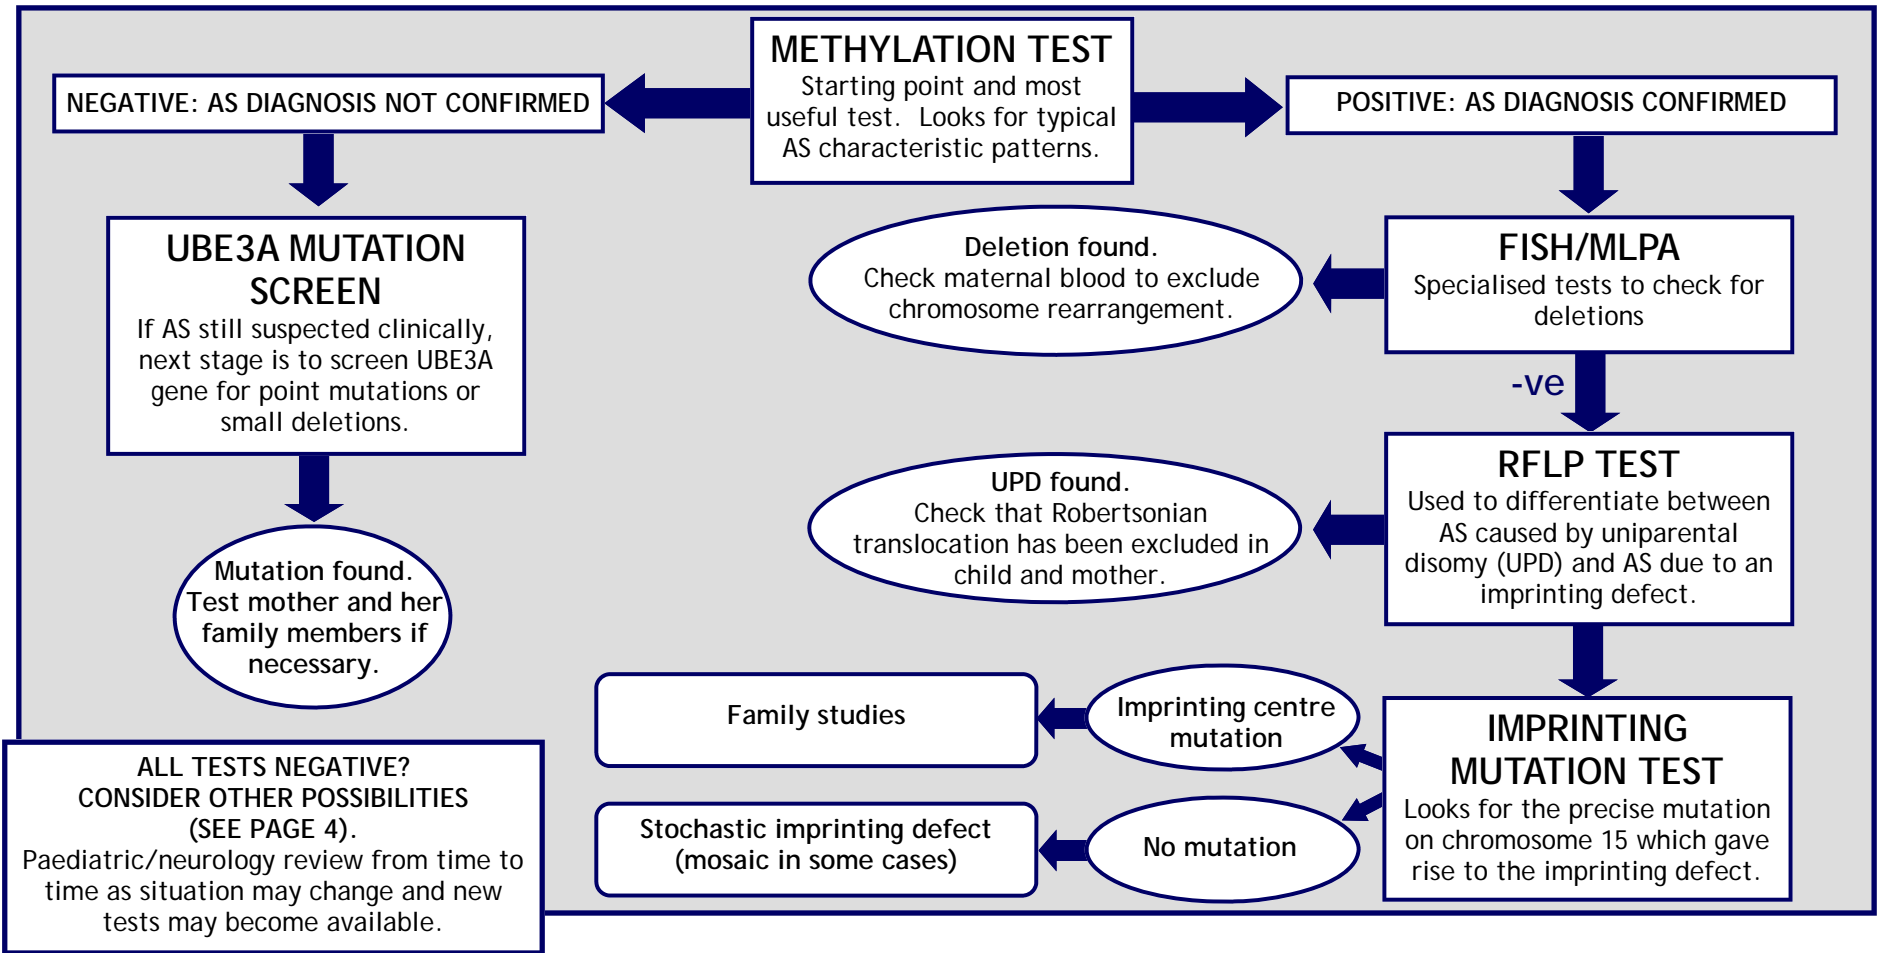 METHYLATION TEST
Starting point and most
useful test.  Looks for typical
AS characteristic patterns.
NEGATIVE: AS DIAGNOSIS NOT CONFIRMED
POSITIVE: AS DIAGNOSIS CONFIRMED
UBE3A MUTATION
SCREEN
If AS still suspected clinically,
next stage is to screen UBE3A
gene for point mutations or
small deletions.
Mutation found.
Test mother and her
family members if
necessary.
FISH/MLPA
Specialised tests to check for
deletions
Deletion found.
Check maternal blood to exclude
chromosome rearrangement.
-ve
RFLP TEST
Used to differentiate between
AS caused by uniparental
disomy (UPD) and AS due to an
imprinting defect.
UPD found.
Check that Robertsonian
translocation has been excluded in
child and mother.
IMPRINTING
MUTATION TEST
Looks for the precise mutation
on chromosome 15 which gave
rise to the imprinting defect.
Imprinting centre
mutation
Family studies
No mutation
Stochastic imprinting defect
(mosaic in some cases)
ALL TESTS NEGATIVE?
CONSIDER OTHER POSSIBILITIES
(SEE PAGE 4).
Paediatric/neurology review from time to
time as situation may change and new
tests may become available.